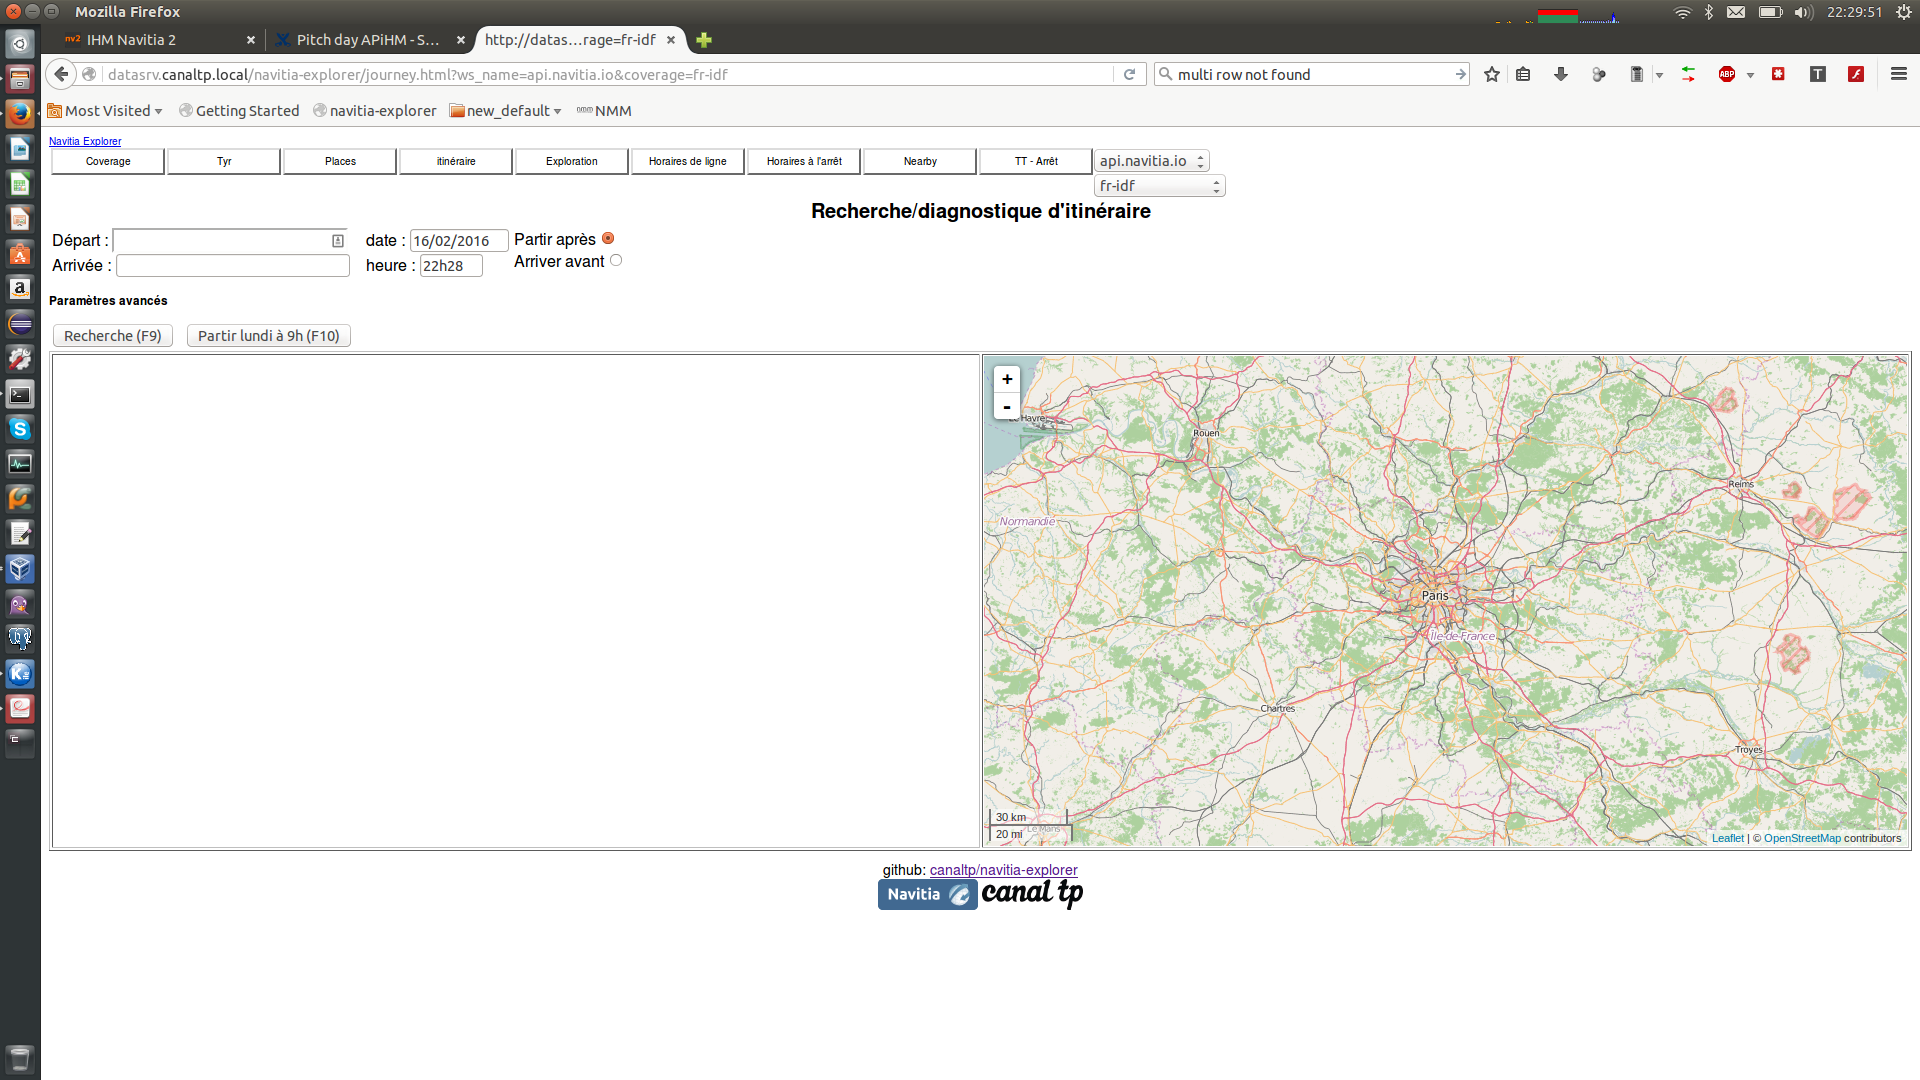 Mozilla Firefox
22:29:51
nv2 IHM Navitia 2
Pitch day APiHM - S...
http://datas...rage=fr-idf
datasrv.canaltp.local/navitia-explorer/journey.html?ws_name=api.navitia.io&coverage=fr-idf
multi row not found
ABP
T
Most Visited
Getting Started
navitia-explorer
new_default
NMM
Navitia Explorer
Coverage
Tyr
Places
itinéraire
Exploration
Horaires de ligne
Horaires à l'arrêt
Nearby
TT - Arrêt
api.navitia.io
fr-idf
Recherche/diagnostique d'itinéraire
Départ :
date : 16/02/2016
Partir après
Arrivée :
heure : 22h28
Arriver avant
Paramètres avancés
Recherche (F9)
Partir lundi à 9h (F10)
+
-
Le Havre
Rouen
Reims
Normandie
Paris
Île-de-France
Chartres
Troyes
30 km
20 mi
Le Mans
Leaflet | © OpenStreetMap contributors
github: canaltp/navitia-explorer
Navitia
canal tp